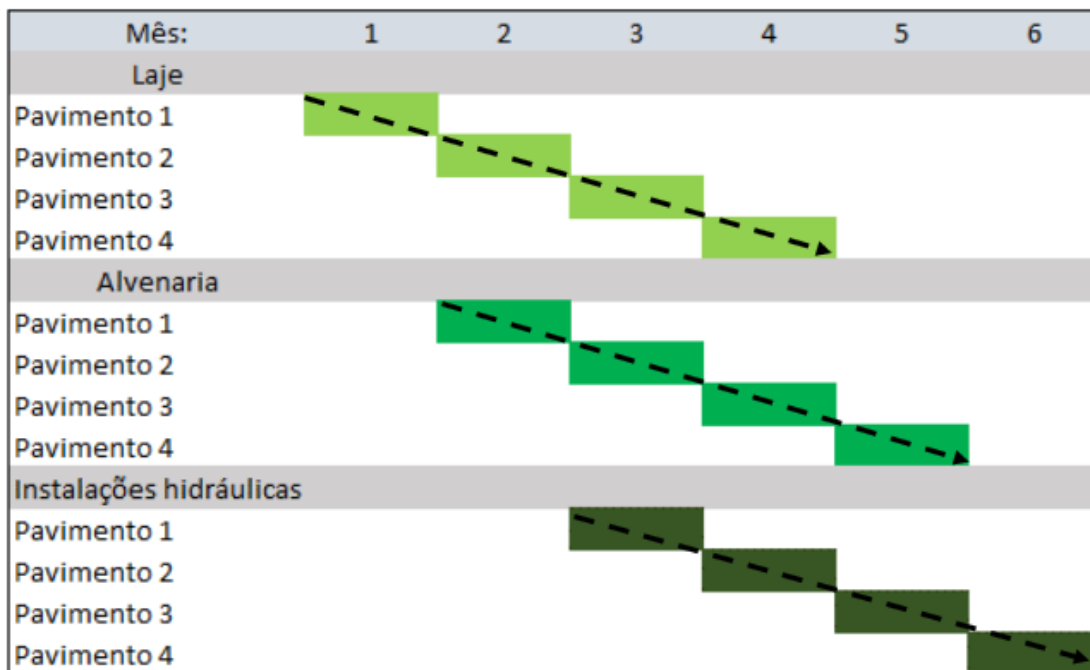 Mês: 1 2 3 4 5 6
Laje
Pavimento 1
Pavimento 2
Pavimento 3
Pavimento 4
Alvenaria
Pavimento 1
Pavimento 2
Pavimento 3
Pavimento 4
Instalações hidráulicas
Pavimento 1
Pavimento 2
Pavimento 3
Pavimento 4